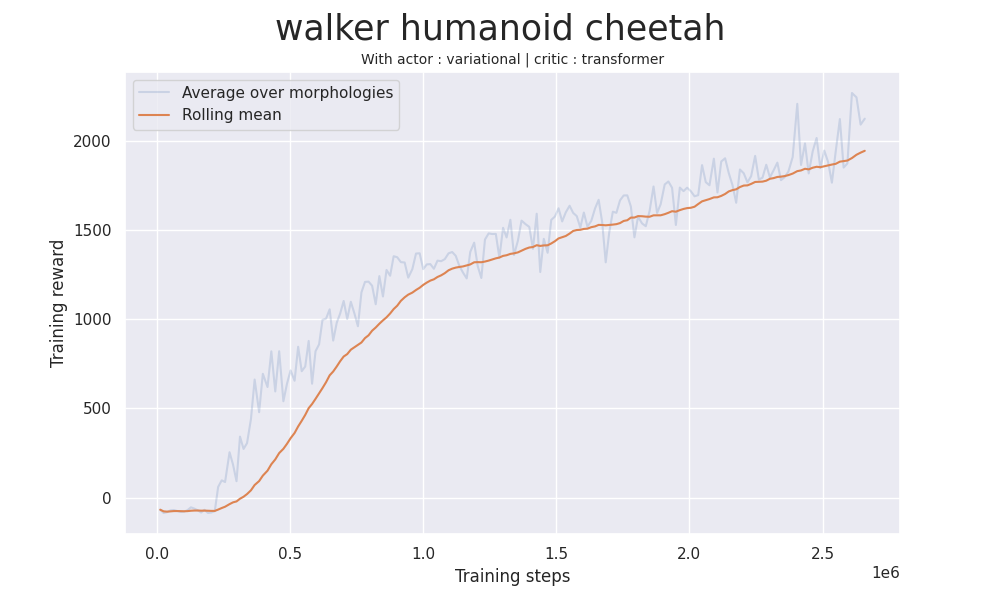 walker humanoid cheetah
With actor : variational | critic : transformer
Average over morphologies
Rolling mean
Training reward
2000
1500
1000
500
0
0.0 0.5 1.0 1.5 2.0 2.5
1e6
Training steps